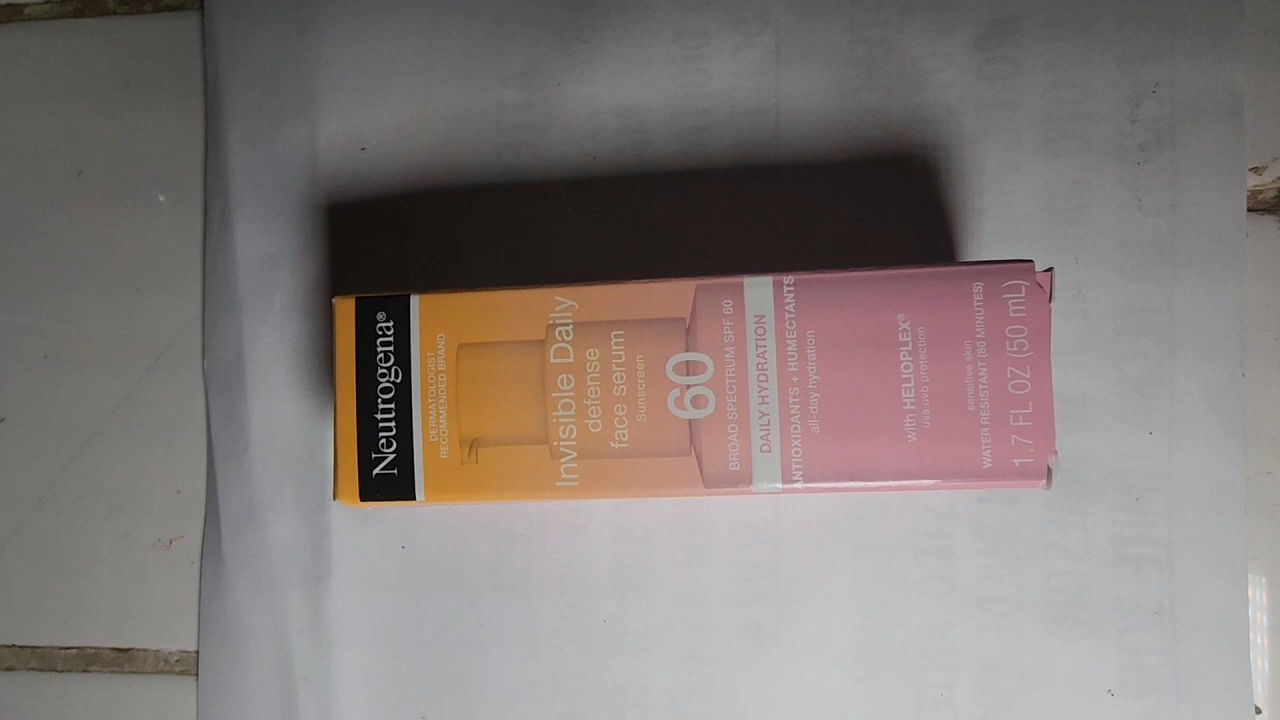 Neutrogena®
DERMATOLOGIST
RECOMMENDED BRAND
Invisible Daily
defense
face serum
Sunscreen
60
BROAD SPECTRUM SPF 60
DAILY HYDRATION
ANTIOXIDANTS + HUMECTANTS
all-day hydration
with HELIOPLEX®
uva uvb protection
sensitive skin
WATER RESISTANT (80 MINUTES)
1.7 FL OZ (50 mL)